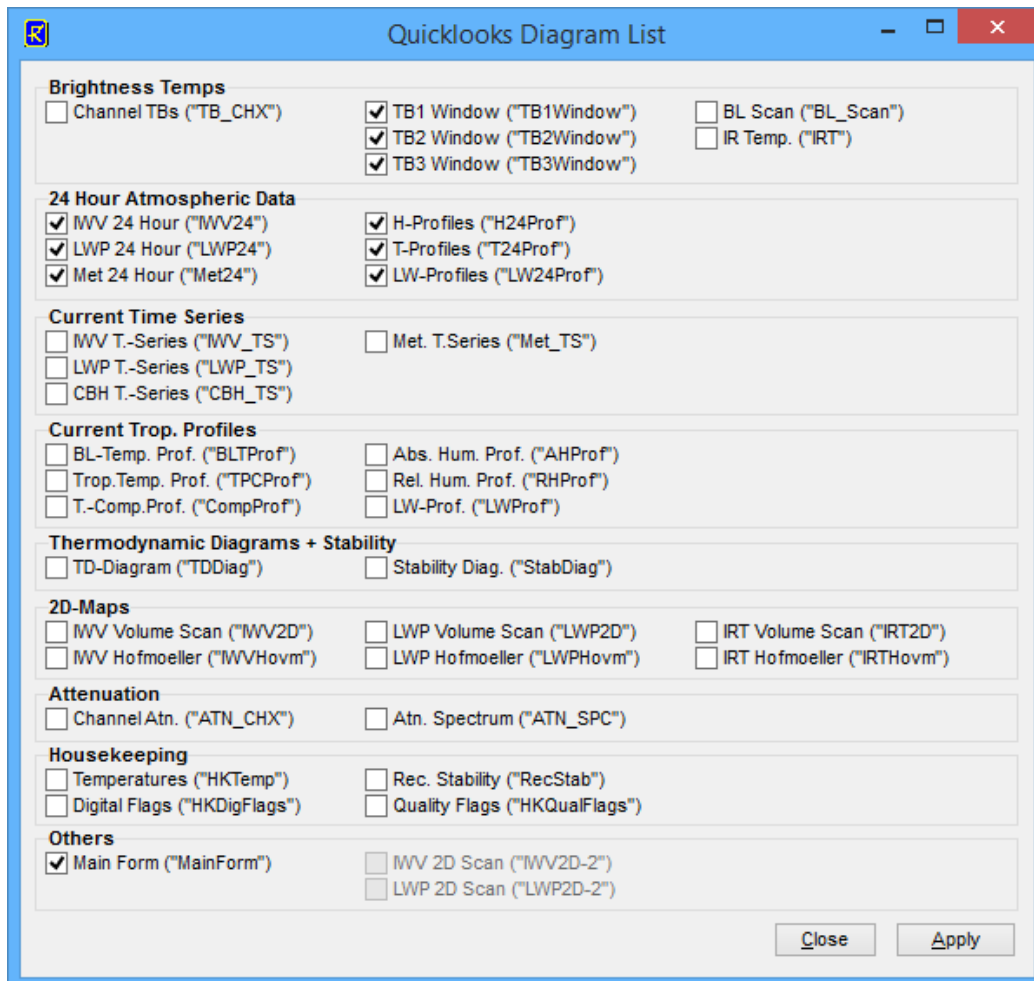 Quicklooks Diagram List
Brightness Temps
Channel TBs ("TB_CHX") TB1 Window ("TB1Window") BL Scan ("BL_Scan")
TB2 Window ("TB2Window") IR Temp. ("IRT")
TB3 Window ("TB3Window")
24 Hour Atmospheric Data
IWV 24 Hour ("IWV24") H-Profiles ("H24Prof")
LWP 24 Hour ("LWP24") T-Profiles ("T24Prof")
Met 24 Hour ("Met24") LW-Profiles ("LW24Prof")
Current Time Series
IWV T.-Series ("IWV_TS") Met. T.Series ("Met_TS")
LWP T.-Series ("LWP_TS")
CBH T.-Series ("CBH_TS")
Current Trop. Profiles
BL-Temp. Prof. ("BLTProf") Abs. Hum. Prof. ("AHProf")
Trop.Temp. Prof. ("TPCProf") Rel. Hum. Prof. ("RHProf")
T.-Comp.Prof. ("CompProf") LW-Prof. ("LWProf")
Thermodynamic Diagrams + Stability
TD-Diagram ("TDDiag") Stability Diag. ("StabDiag")
2D-Maps
IWV Volume Scan ("IWV2D") LWP Volume Scan ("LWP2D") IRT Volume Scan ("IRT2D")
IWV Hofmoeller ("IWVHovm") LWP Hofmoeller ("LWPHovm") IRT Hofmoeller ("IRTHovm")
Attenuation
Channel Atn. ("ATN_CHX") Atn. Spectrum ("ATN_SPC")
Housekeeping
Temperatures ("HKTemp") Rec. Stability ("RecStab")
Digital Flags ("HKDigFlags") Quality Flags ("HKQualFlags")
Others
Main Form ("MainForm") IWV 2D Scan ("IWV2D-2")
LWP 2D Scan ("LWP2D-2")
Close Apply